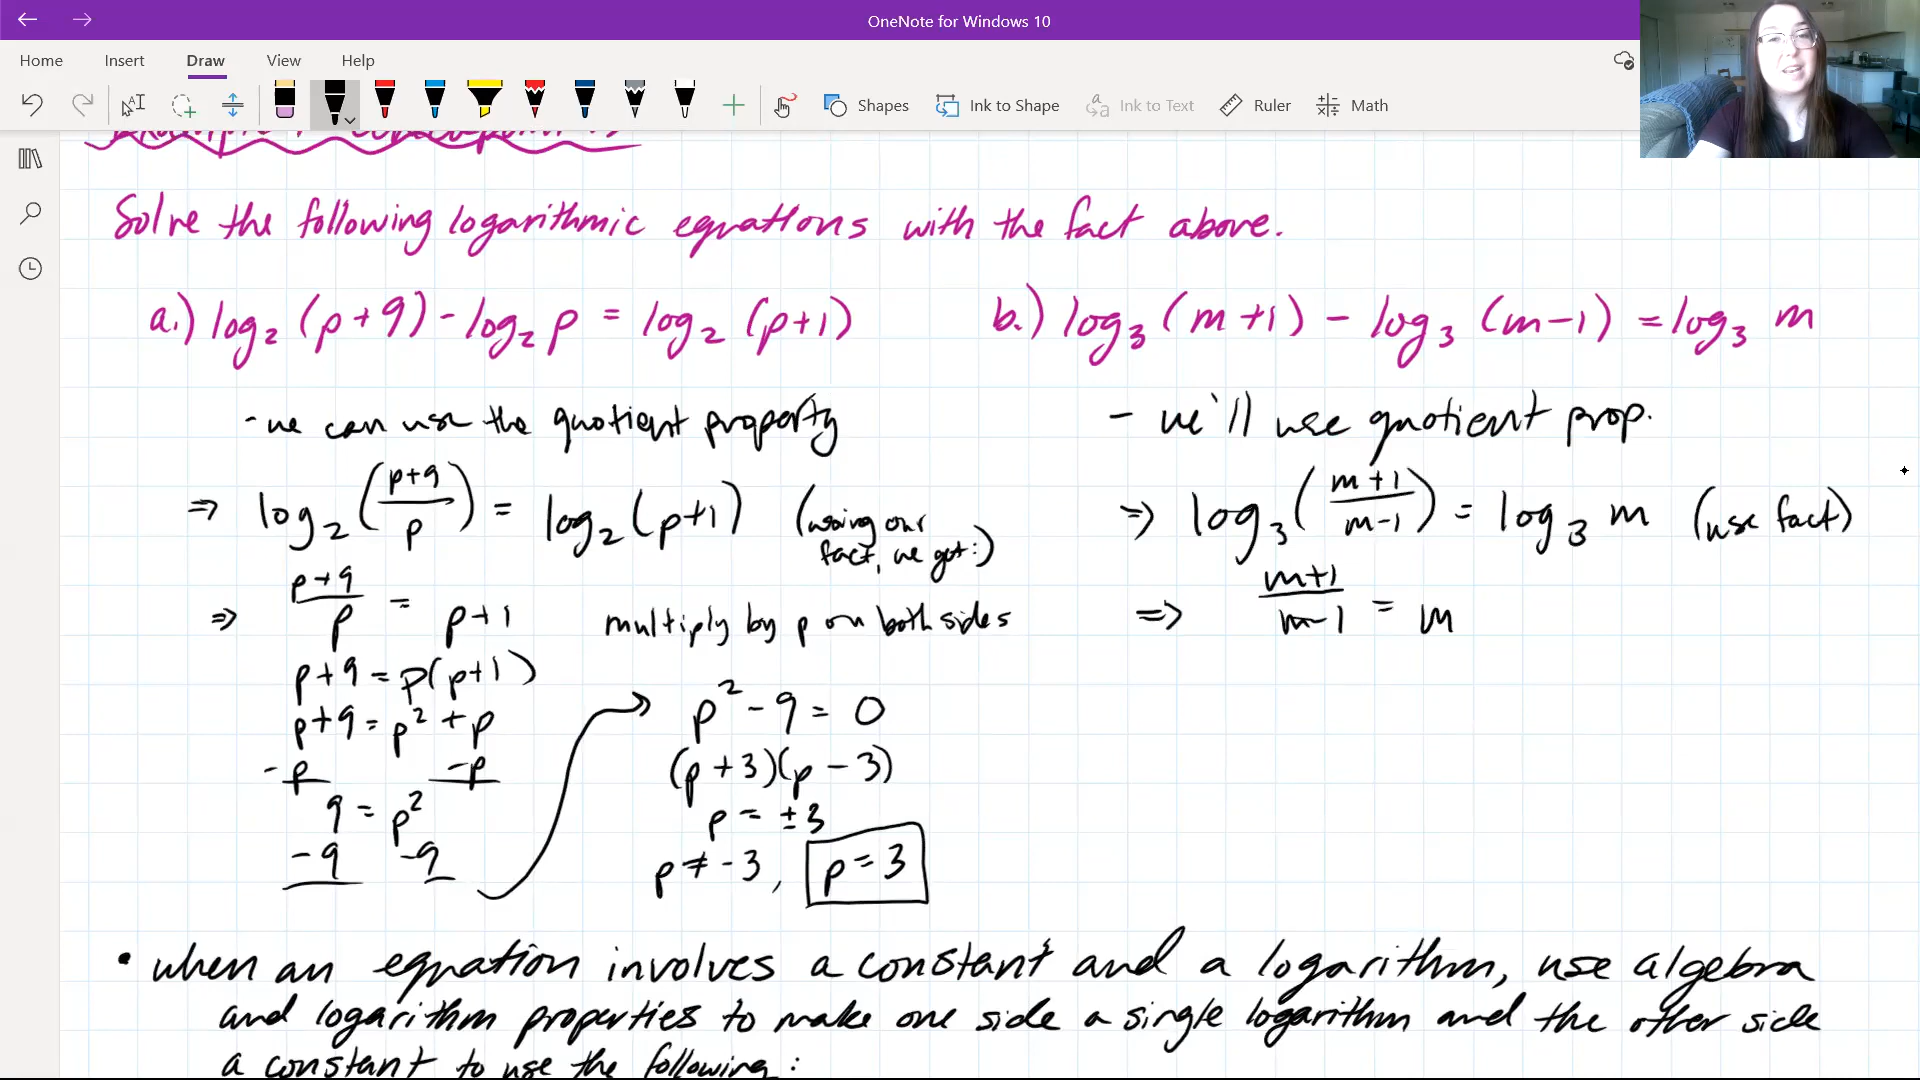 OneNote for Windows 10
Home Insert Draw View Help
Shapes Ink to Shape Ink to Text Ruler Math
Solve the following logarithmic equations with the fact above.
a.) log₂ (p+9) - log₂ p = log₂ (p+1)
- we can use the quotient property
⇒ log₂ ((p+9)/p) = log₂ (p+1) (using our
fact, we get:)
⇒ (p+9)/p = p+1 multiply by p on both sides
p+9 = p(p+1)
p+9 = p² + p
-p -p
9 = p²
-9 -9
p² - 9 = 0
(p+3)(p-3)
p = ±3
p ≠ -3, p = 3
b.) log₃ (m+1) - log₃ (m-1) = log₃ m
- we'll use quotient prop.
⇒ log₃ ((m+1)/(m-1)) = log₃ m (use fact)
⇒ (m+1)/(m-1) = m
• when an equation involves a constant and a logarithm, use algebra
and logarithm properties to make one side a single logarithm and the other side
a constant to use the following: